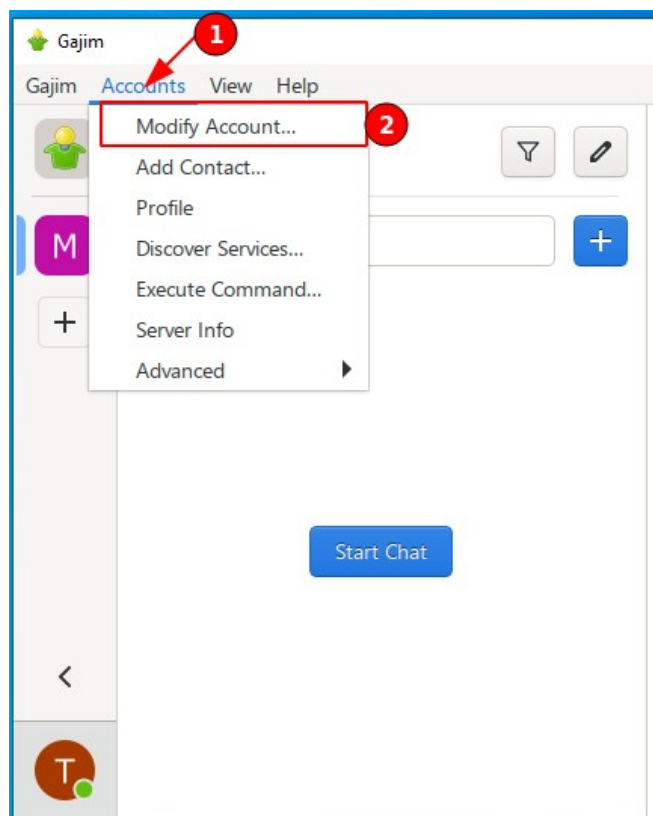 Gajim
1
Gajim Accounts View Help
Modify Account...
2
Add Contact...
Profile
M
Discover Services...
Execute Command...
Server Info
Advanced
Start Chat
T